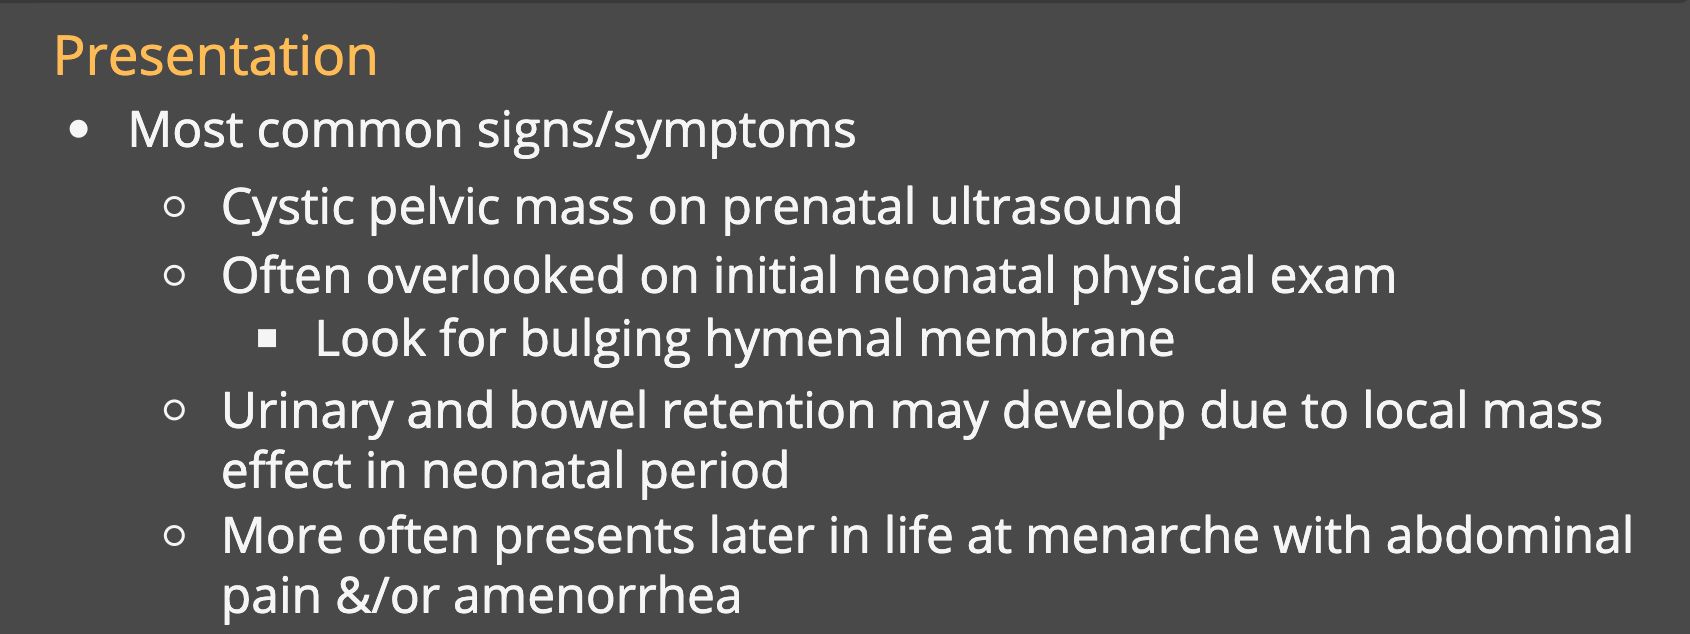 Presentation
• Most common signs/symptoms
○ Cystic pelvic mass on prenatal ultrasound
○ Often overlooked on initial neonatal physical exam
▪ Look for bulging hymenal membrane
○ Urinary and bowel retention may develop due to local mass
effect in neonatal period
○ More often presents later in life at menarche with abdominal
pain &/or amenorrhea